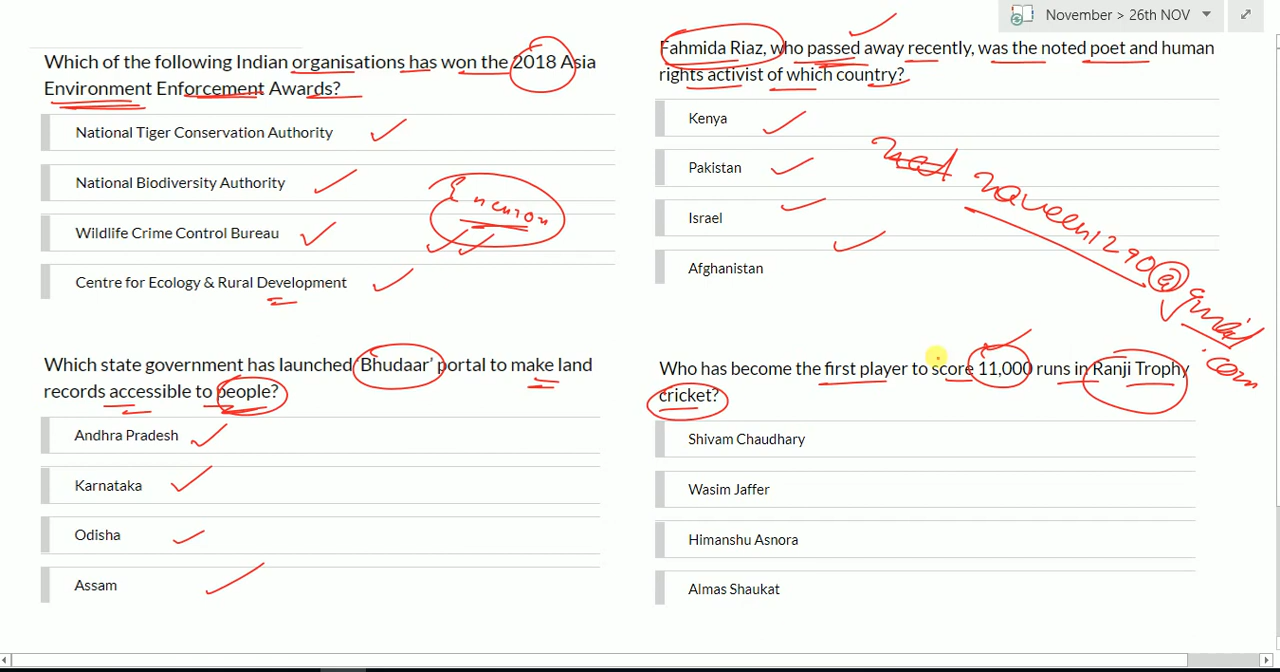 November > 26th NOV
Which of the following Indian organisations has won the 2018 Asia
Environment Enforcement Awards?
National Tiger Conservation Authority
National Biodiversity Authority
Wildlife Crime Control Bureau
Centre for Ecology & Rural Development
Fahmida Riaz, who passed away recently, was the noted poet and human
rights activist of which country?
Kenya
Pakistan
Israel
Afghanistan
naveen1290@gmail.com
Which state government has launched 'Bhudaar' portal to make land
records accessible to people?
Andhra Pradesh
Karnataka
Odisha
Assam
Who has become the first player to score 11,000 runs in Ranji Trophy
cricket?
Shivam Chaudhary
Wasim Jaffer
Himanshu Asnora
Almas Shaukat